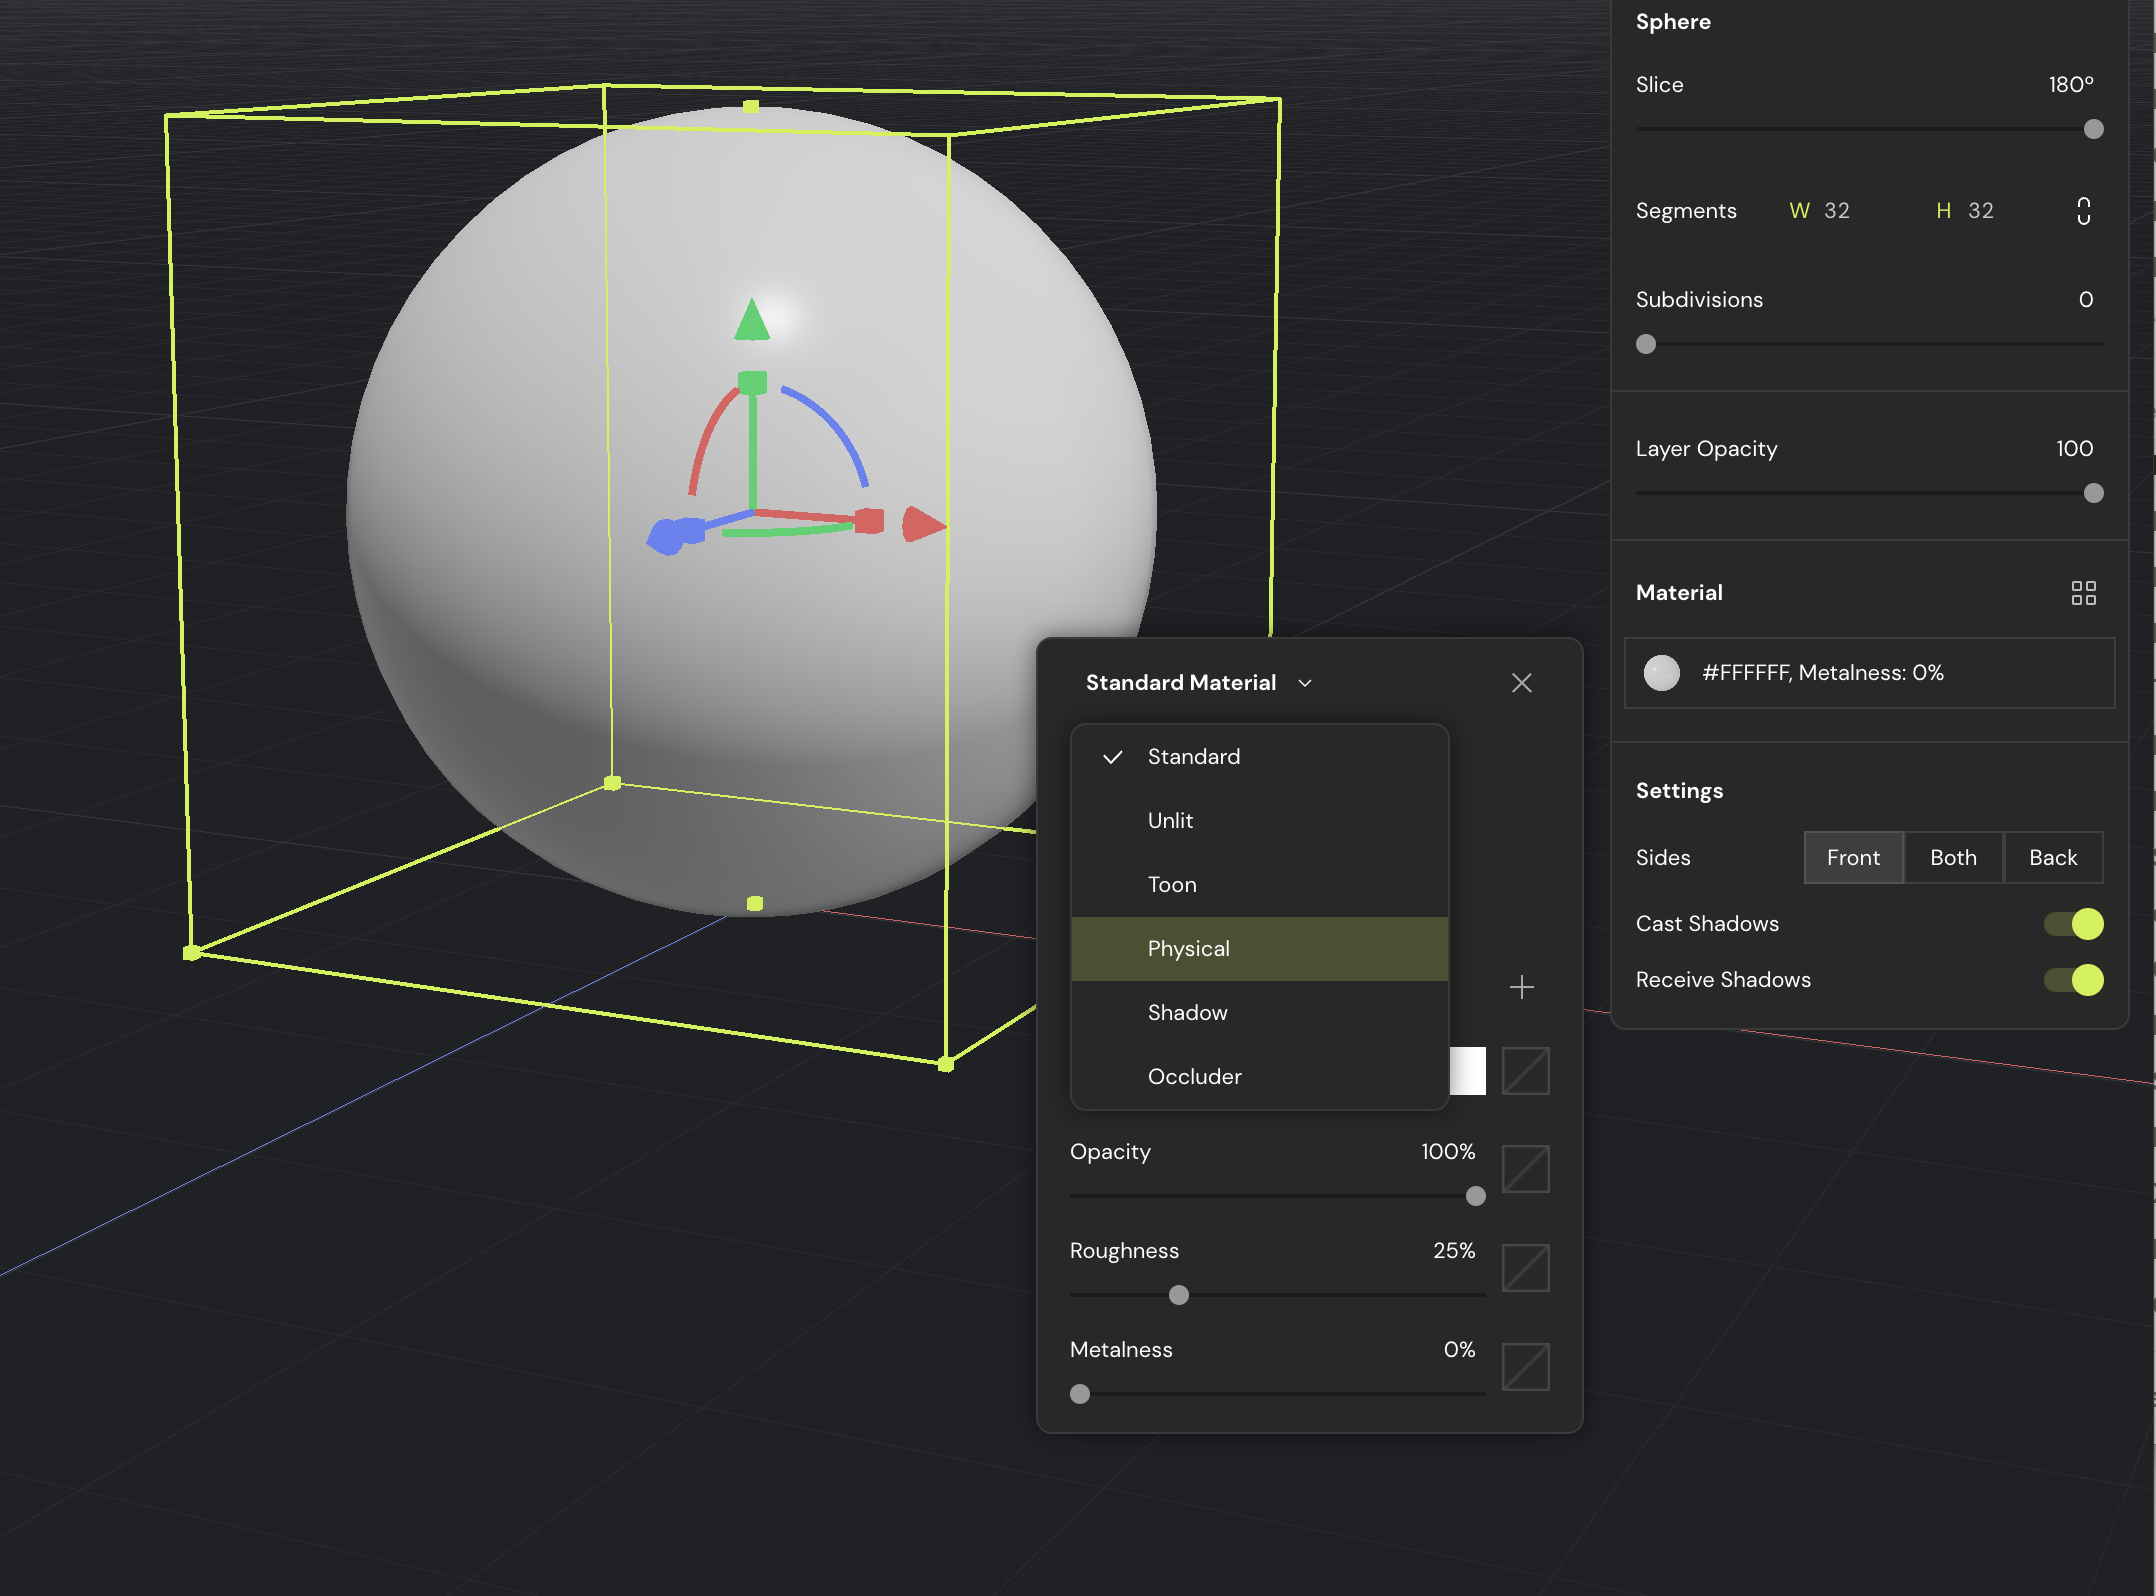 Sphere
Slice 180°
Segments W 32 H 32
Subdivisions 0
Layer Opacity 100
Material
#FFFFFF, Metalness: 0%
Settings
Sides Front Both Back
Cast Shadows
Receive Shadows
Standard Material
Standard
Unlit
Toon
Physical
Shadow
Occluder
Opacity 100%
Roughness 25%
Metalness 0%